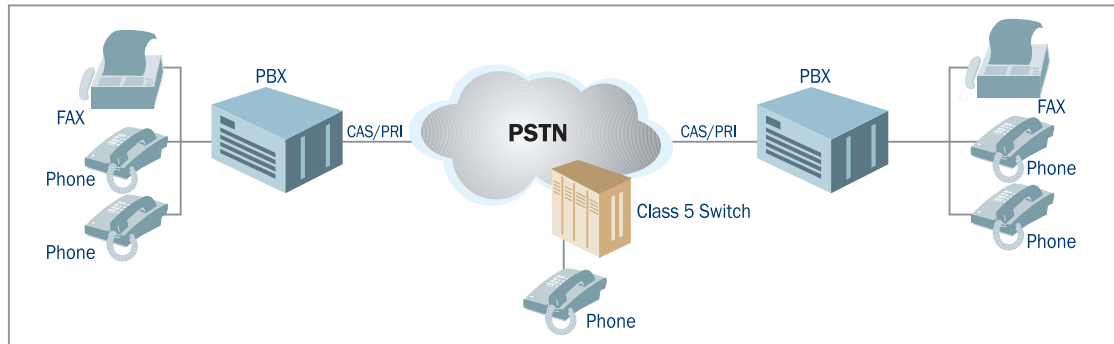 PBX
FAX
Phone
Phone
CAS/PRI
PSTN
CAS/PRI
Class 5 Switch
Phone
PBX
FAX
Phone
Phone